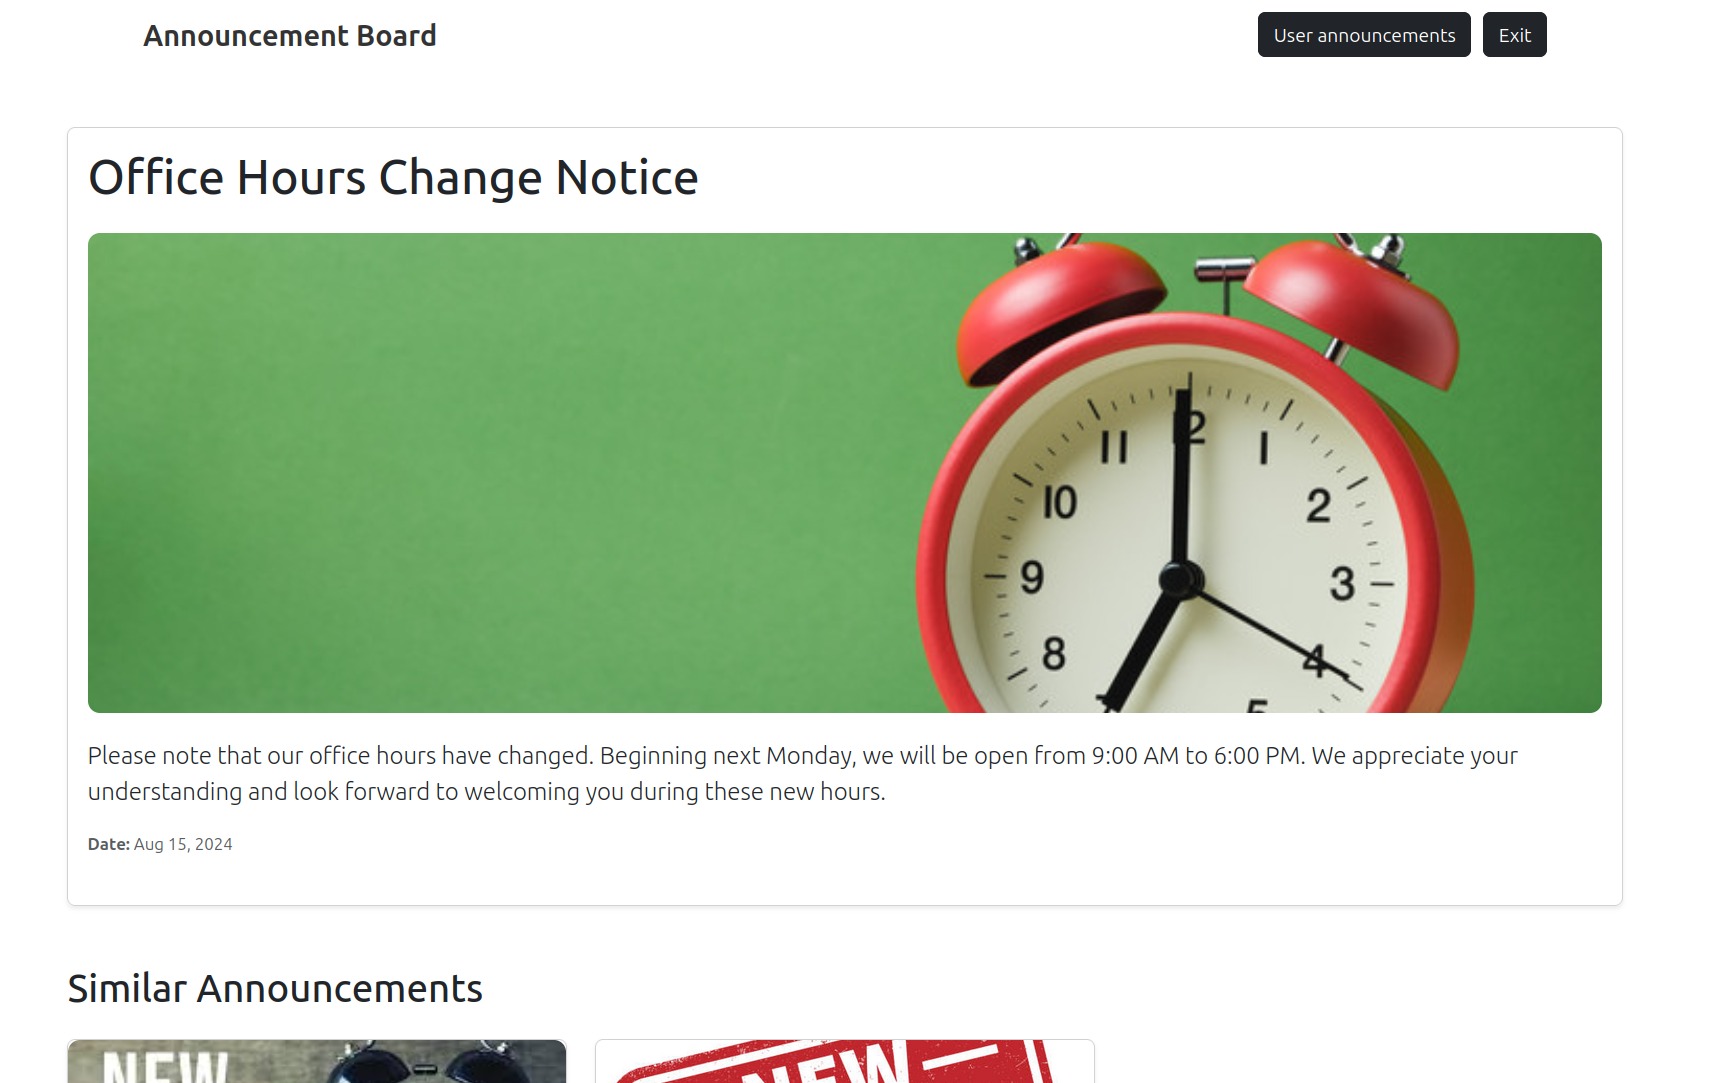 Announcement Board
User announcements
Exit
Office Hours Change Notice
12
11
1
10
2
9
3
8
4
5
Please note that our office hours have changed. Beginning next Monday, we will be open from 9:00 AM to 6:00 PM. We appreciate your
understanding and look forward to welcoming you during these new hours.
Date: Aug 15, 2024
Similar Announcements
NEW
NEW